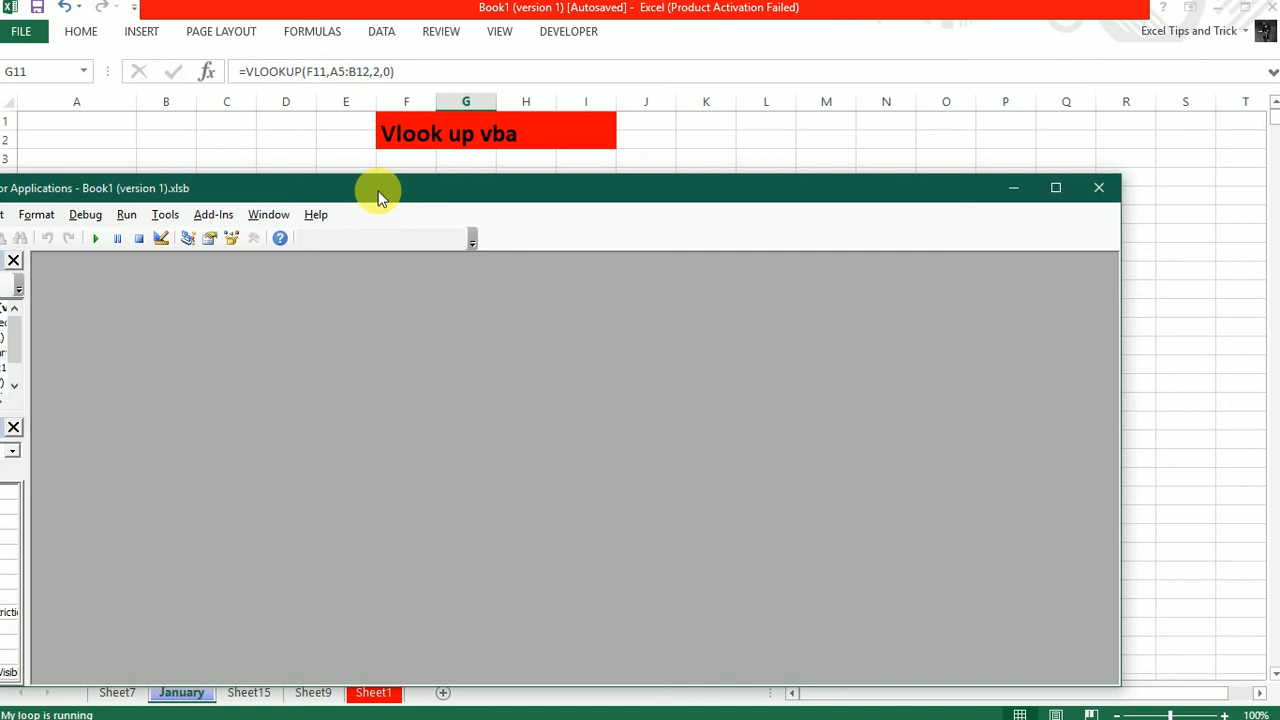 Book1 (version 1) [Autosaved] - Excel (Product Activation Failed)
FILE HOME INSERT PAGE LAYOUT FORMULAS DATA REVIEW VIEW DEVELOPER Excel Tips and Trick
G11 fx =VLOOKUP(F11,A5:B12,2,0)
A B C D E F G H I J K L M N O P Q R S T
1
2 Vlook up vba
3
or Applications - Book1 (version 1).xlsb
t Format Debug Run Tools Add-Ins Window Help
Sheet7 January Sheet15 Sheet9 Sheet1
My loop is running 100%